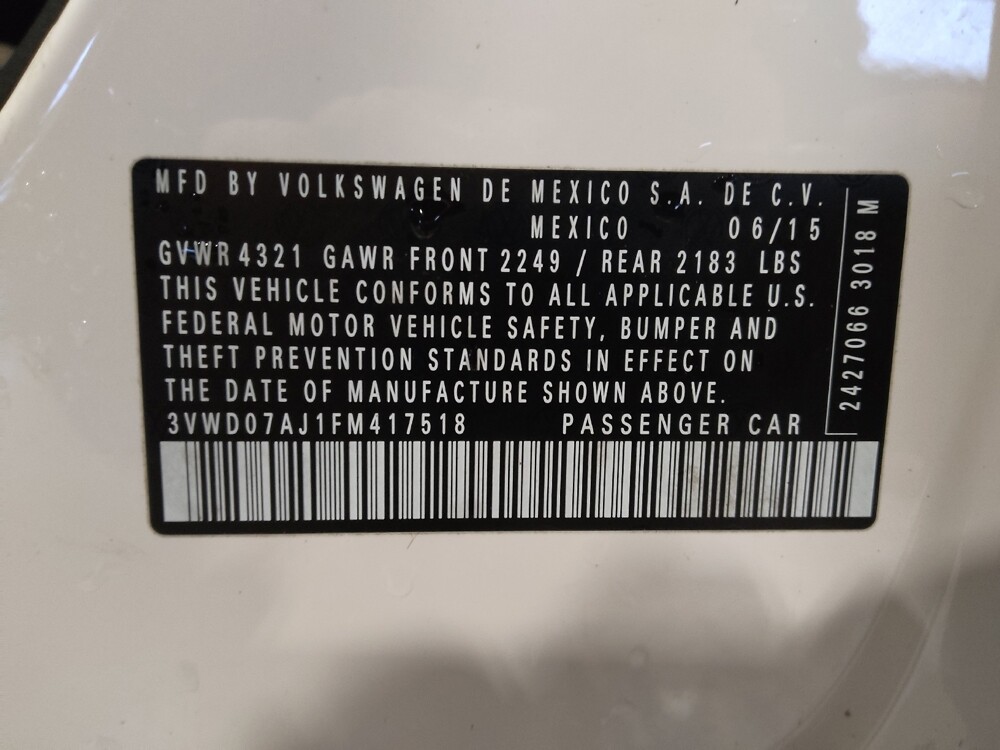 MFD BY VOLKSWAGEN DE MEXICO S.A. DE C.V.
MEXICO 06/15
GVWR 4321 GAWR FRONT 2249 / REAR 2183 LBS
THIS VEHICLE CONFORMS TO ALL APPLICABLE U.S.
FEDERAL MOTOR VEHICLE SAFETY, BUMPER AND
THEFT PREVENTION STANDARDS IN EFFECT ON
THE DATE OF MANUFACTURE SHOWN ABOVE.
3VWD07AJ1FM417518 PASSENGER CAR
2427066 3018 M